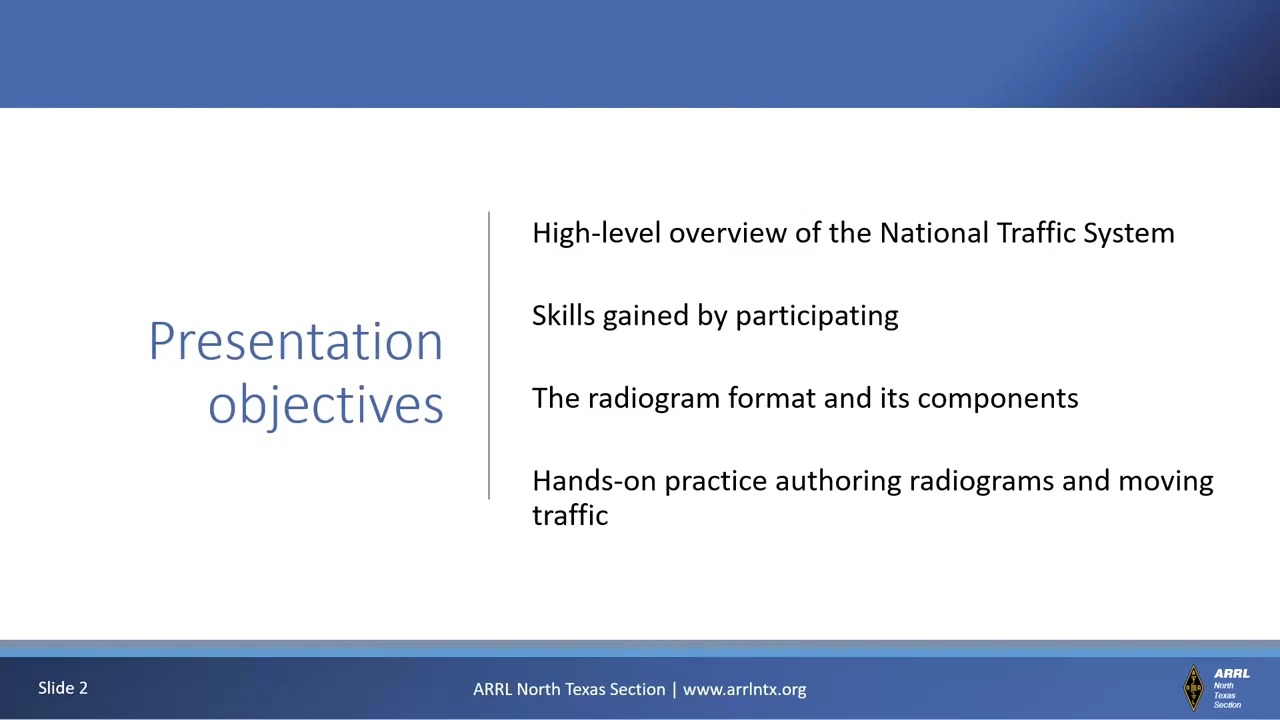 Presentation
objectives
High-level overview of the National Traffic System
Skills gained by participating
The radiogram format and its components
Hands-on practice authoring radiograms and moving
traffic
Slide 2
ARRL North Texas Section | www.arrlntx.org
ARRL
North
Texas
Section